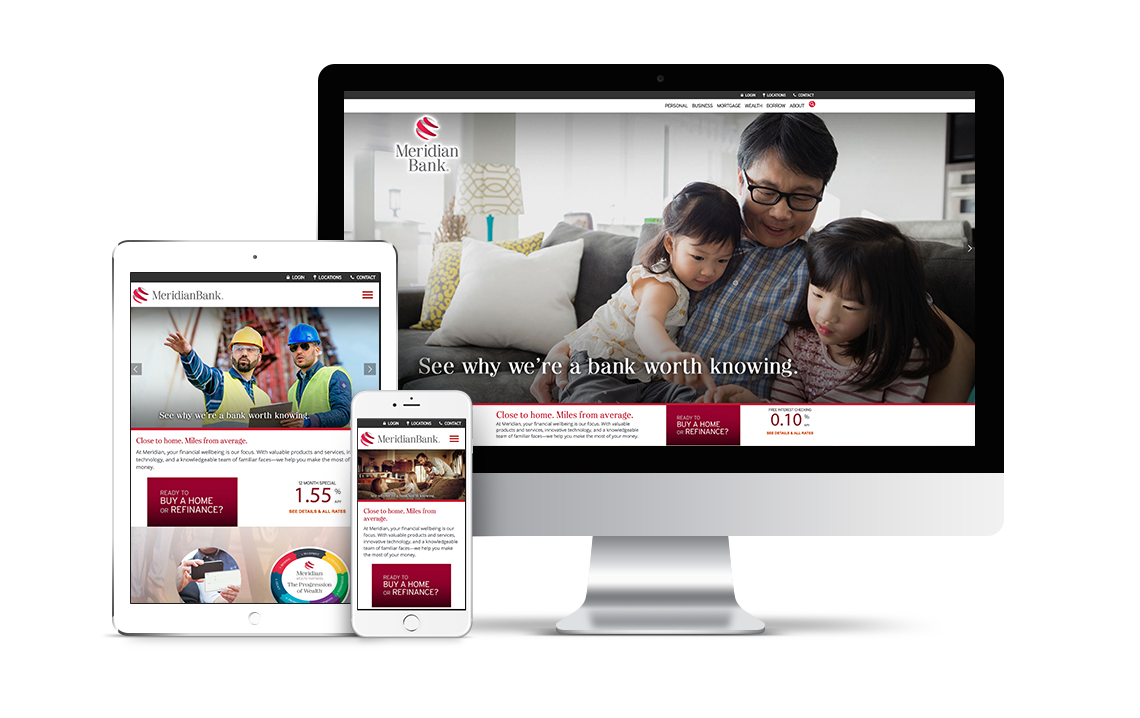 LOGIN LOCATIONS CONTACT
PERSONAL BUSINESS MORTGAGE WEALTH BORROW ABOUT
Meridian
Bank.
See why we’re a bank worth knowing.
Close to home. Miles from average.
At Meridian, your financial wellbeing is our focus. With valuable
products and services, innovative technology, and a knowledgeable
team of familiar faces—we help you make the most of your money.
READY TO
BUY A HOME
OR REFINANCE?
FREE INTEREST CHECKING
0.10 %
APY
SEE DETAILS & ALL RATES
LOGIN LOCATIONS CONTACT
MeridianBank.
See why we’re a bank worth knowing.
Close to home. Miles from average.
At Meridian, your financial wellbeing is our focus. With valuable products and services,
technology, and a knowledgeable team of familiar faces—we help you make the most of
money.
READY TO
BUY A HOME
OR REFINANCE?
12 MONTH SPECIAL
1.55 %
APY
SEE DETAILS & ALL RATES
Meridian
The Progression
of Wealth
LOGIN LOCATIONS CONTACT
MeridianBank.
See why we’re a bank worth knowing.
Close to home. Miles from
average.
At Meridian, your financial wellbeing is our
focus. With valuable products and services,
innovative technology, and a knowledgeable
team of familiar faces—we help you make
the most of your money.
READY TO
BUY A HOME
OR REFINANCE?